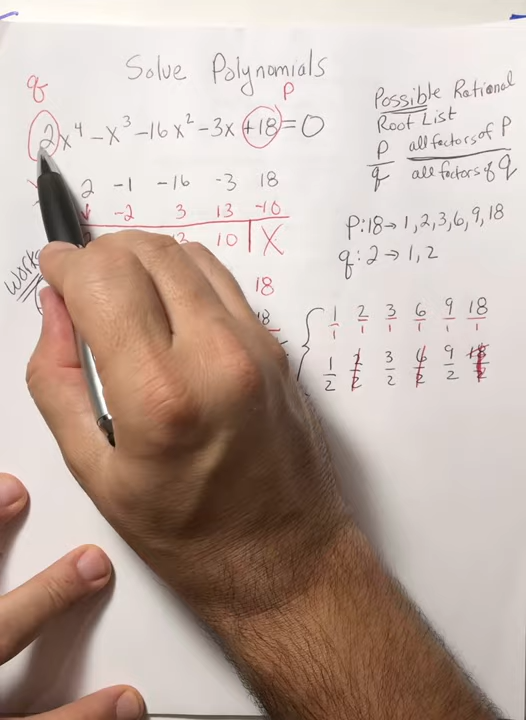 Solve Polynomials
q
P
2x⁴ - x³ - 16x² - 3x + 18 = 0
2 -1 -16 -3 18
↓ -2 3 13 -10
13 10 X
18
18
Possible Rational
Root List
P/q all factors of P / all factors of q
P: 18 → 1, 2, 3, 6, 9, 18
q: 2 → 1, 2
1/1 2/1 3/1 6/1 9/1 18/1
1/2 2/2 3/2 6/2 9/2 18/2